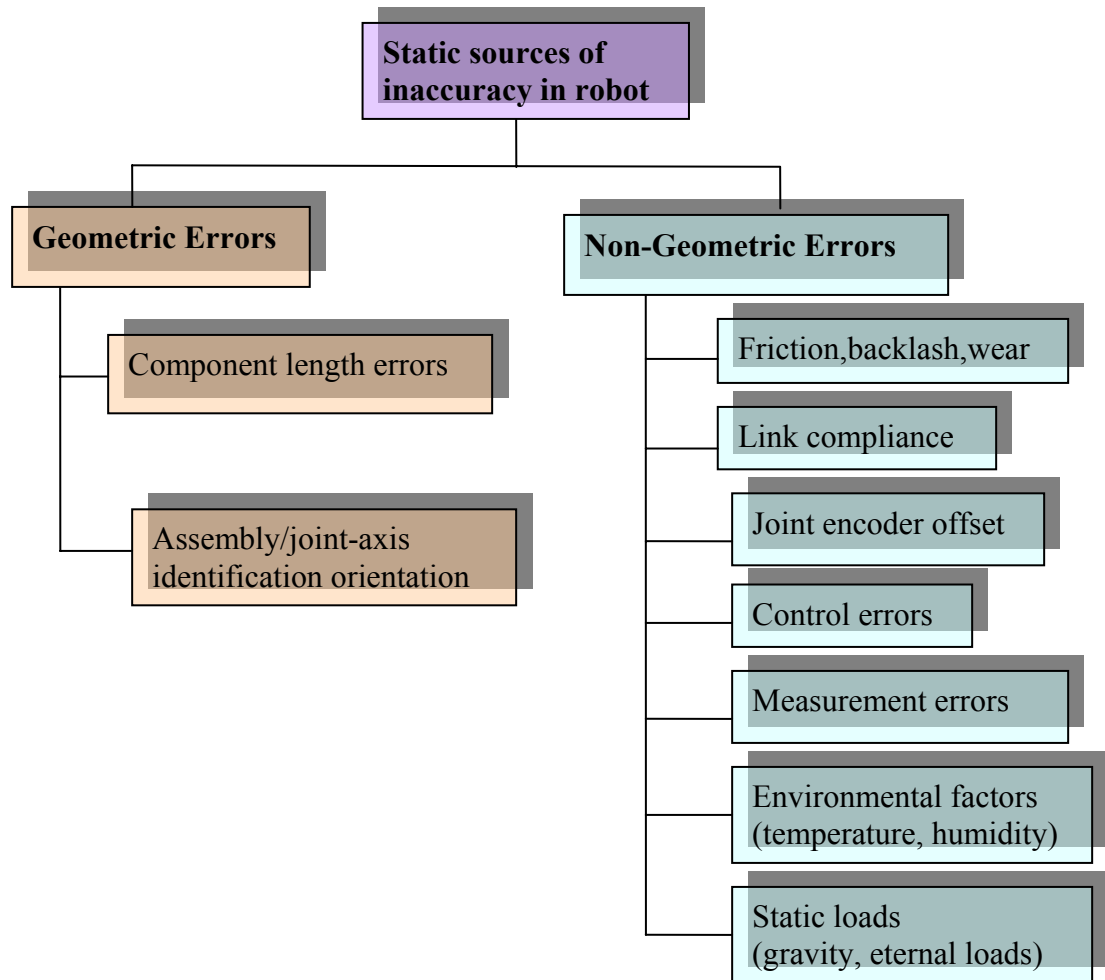 Static sources of
inaccuracy in robot
Geometric Errors
Component length errors
Assembly/joint-axis
identification orientation
Non-Geometric Errors
Friction,backlash,wear
Link compliance
Joint encoder offset
Control errors
Measurement errors
Environmental factors
(temperature, humidity)
Static loads
(gravity, eternal loads)